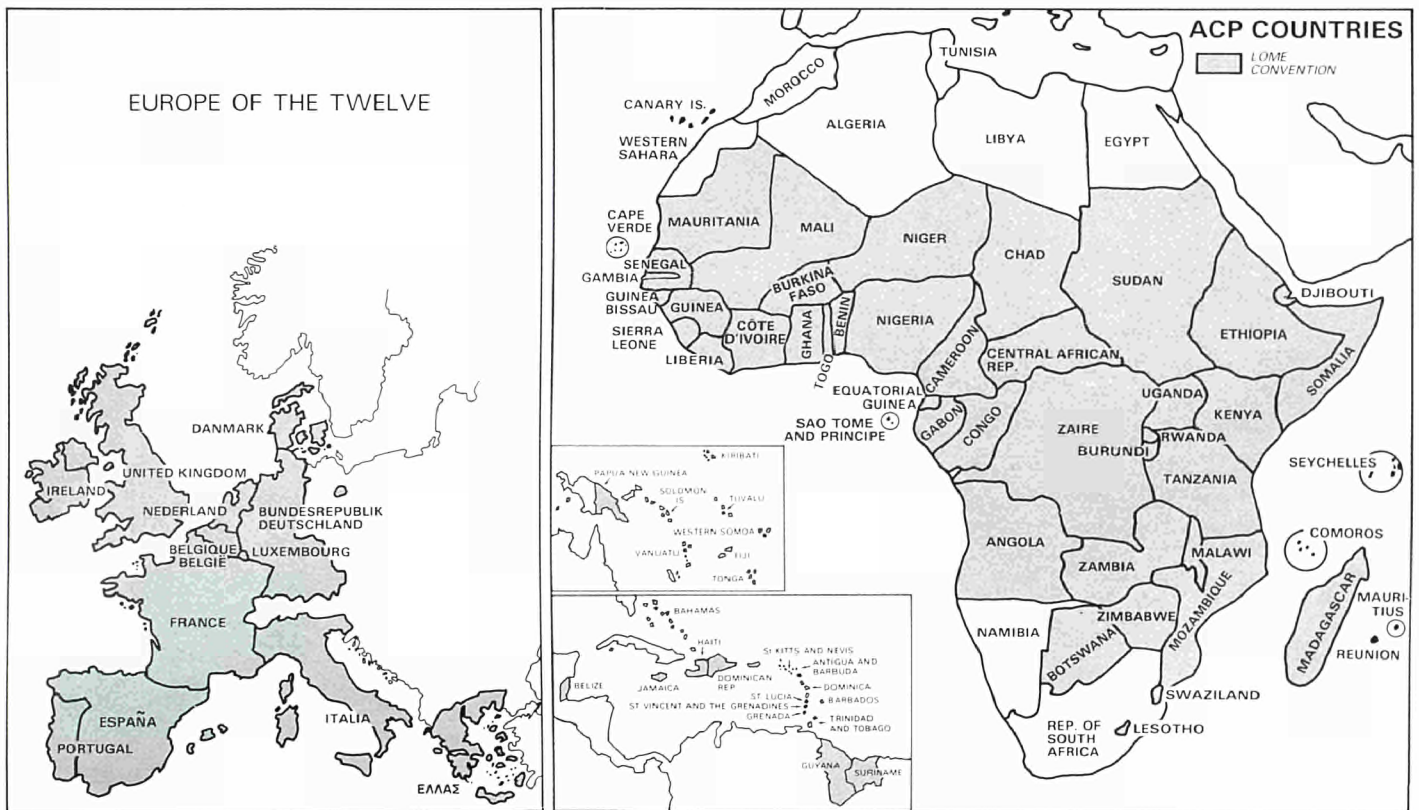 EUROPE OF THE TWELVE
DANMARK
UNITED KINGDOM
IRELAND
NEDERLAND
BUNDESREPUBLIK
DEUTSCHLAND
BELGIQUE
BELGIË
LUXEMBOURG
FRANCE
ESPAÑA
PORTUGAL
ITALIA
ΕΛΛΑΣ
ACP COUNTRIES
LOME
CONVENTION
TUNISIA
MOROCCO
CANARY IS.
ALGERIA
LIBYA
EGYPT
WESTERN
SAHARA
CAPE
VERDE
MAURITANIA
MALI
NIGER
CHAD
SUDAN
SENEGAL
GAMBIA
GUINEA
BISSAU
GUINEA
BURKINA
FASO
SIERRA
LEONE
LIBERIA
CÔTE
D'IVOIRE
GHANA
TOGO
BENIN
NIGERIA
CAMEROON
CENTRAL AFRICAN
REP.
DJIBOUTI
ETHIOPIA
SOMALIA
EQUATORIAL
GUINEA
SAO TOME
AND PRINCIPE
GABON
CONGO
ZAIRE
UGANDA
KENYA
RWANDA
BURUNDI
TANZANIA
SEYCHELLES
COMOROS
ANGOLA
ZAMBIA
MALAWI
MOZAMBIQUE
ZIMBABWE
NAMIBIA
BOTSWANA
MADAGASCAR
MAURI-
TIUS
REUNION
SWAZILAND
REP. OF
SOUTH
AFRICA
LESOTHO
KIRIBATI
PAPUA-NEW GUINEA
SOLOMON
IS
TUVALU
WESTERN SOMOA
VANUATU
FIJI
TONGA
BAHAMAS
HAITI
BELIZE
JAMAICA
DOMINICAN
REP
St KITTS AND NEVIS
ANTIGUA AND
BARBUDA
DOMINICA
ST LUCIA
BARBADOS
ST VINCENT AND THE GRENADINES
GRENADA
TRINIDAD
AND TOBAGO
GUYANA
SURINAME